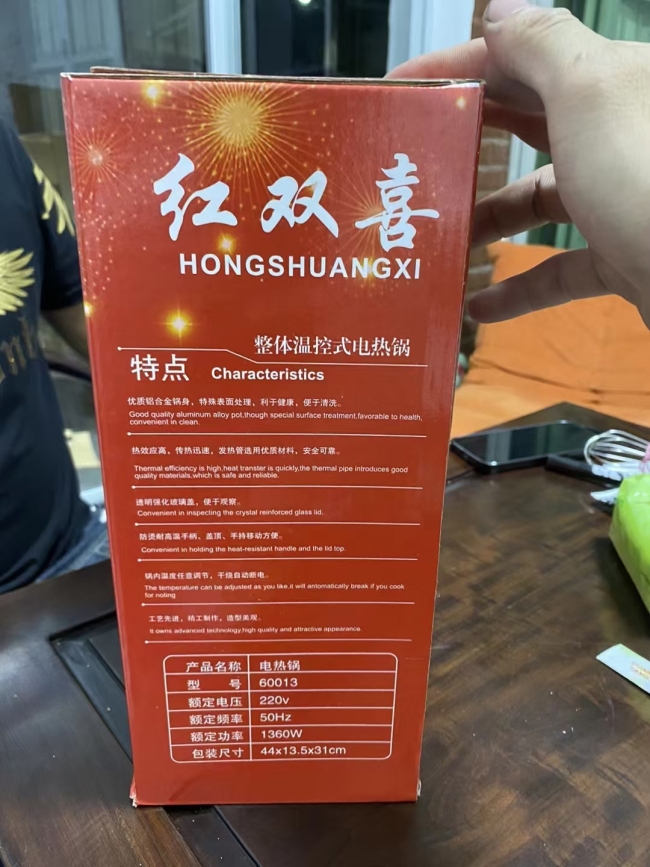 红双喜
HONGSHUANGXI
整体温控式电热锅
特点 Characteristics
优质铝合金锅身，特殊表面处理，利于健康，便于清洗。
Good quality aluminum alloy pot,though special surface treatment,favorable to health,
convenient in clean.
热效应高，传热迅速，发热管选用优质材料，安全可靠。
Thermal efficiency is high,heat transter is quickly,the thermal pipe introduces good
quality materials,which is safe and reliable.
透明强化玻璃盖，便于观察。
Convenient in inspecting the crystal reinforced glass lid.
防烫耐高温手柄，盖顶、手持移动方便。
Convenient in holding the heat-resistant handle and the lid top.
锅内温度任意调节，干烧自动断电。
The temperature can be adjusted as you like.it will antomatically break if you cook
for noting
工艺先进，精工制作，造型美观。
It owns advanced technology,high quality and attractive appearance.
产品名称 电热锅
型 号 60013
额定电压 220v
额定频率 50Hz
额定功率 1360W
包装尺寸 44x13.5x31cm